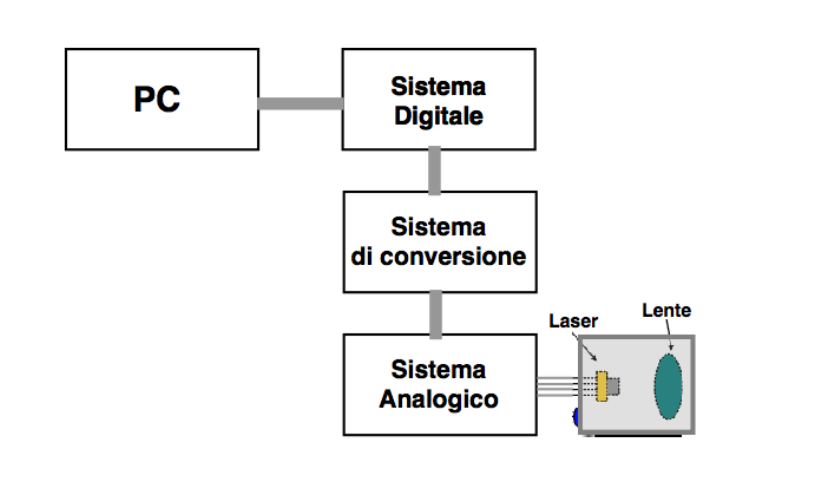 PC
Sistema
Digitale
Sistema
di conversione
Laser
Lente
Sistema
Analogico